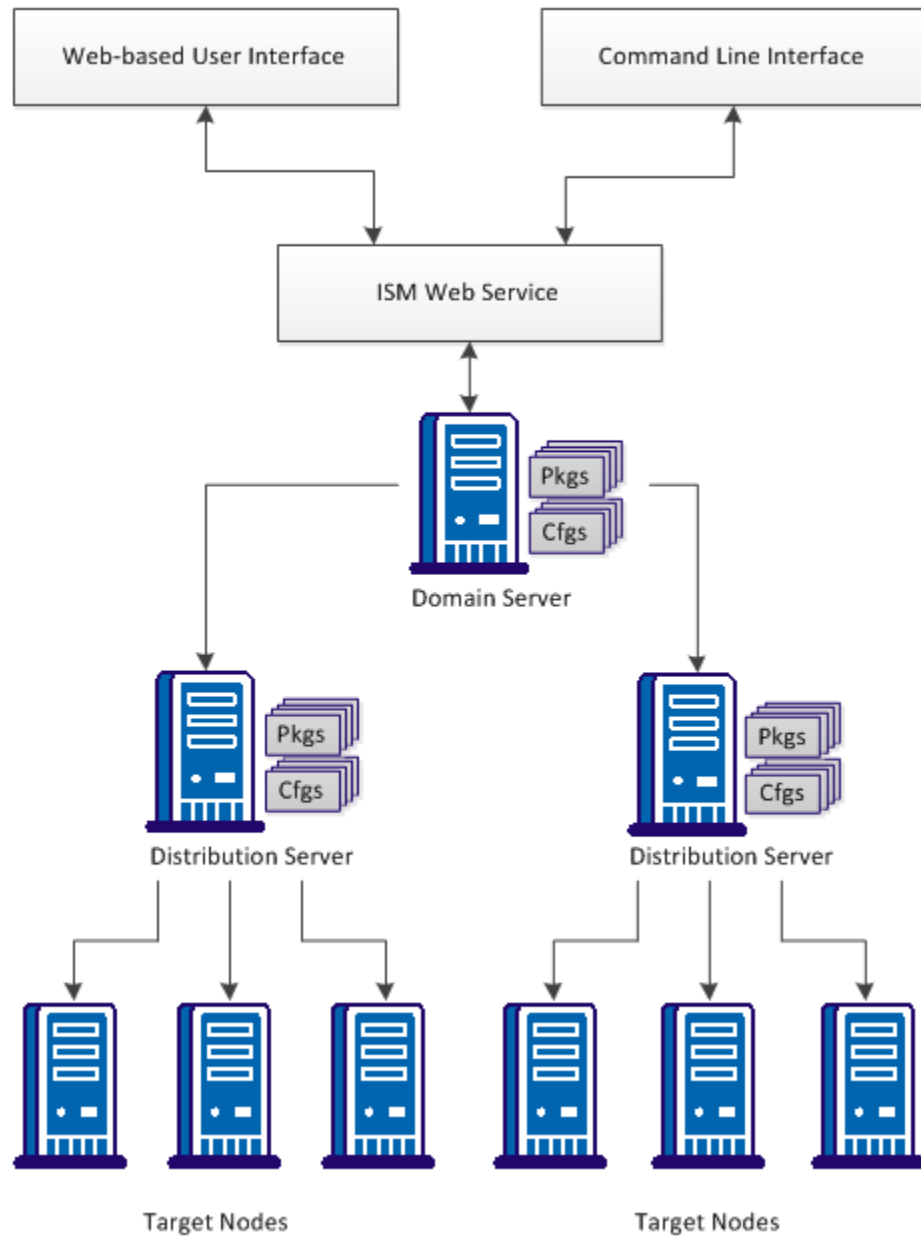 Web-based User Interface
Command Line Interface
ISM Web Service
Pkgs
Cfgs
Domain Server
Pkgs
Cfgs
Distribution Server
Pkgs
Cfgs
Distribution Server
Target Nodes
Target Nodes